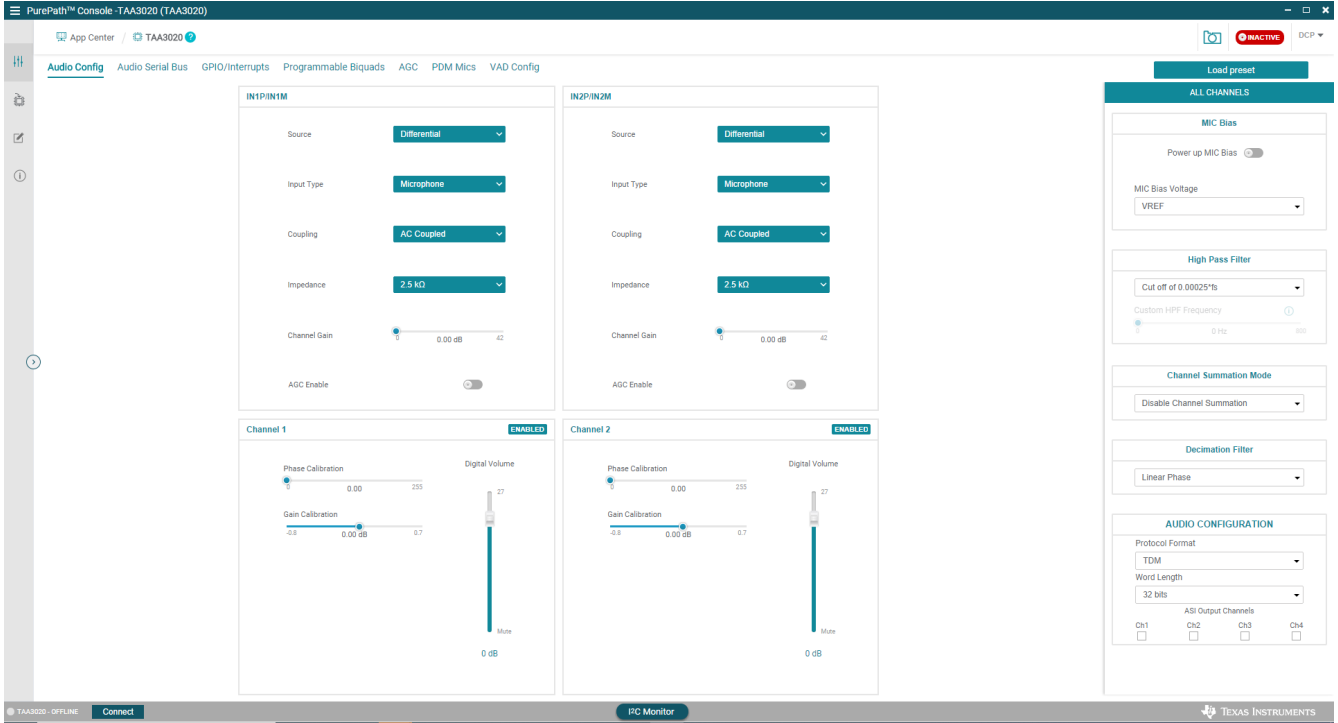 PurePath™ Console -TAA3020 (TAA3020)
App Center / TAA3020 ?
INACTIVE
DCP
Audio Config Audio Serial Bus GPIO/Interrupts Programmable Biquads AGC PDM Mics VAD Config
Load preset
IN1P/IN1M
Source Differential
Input Type Microphone
Coupling AC Coupled
Impedance 2.5 kΩ
Channel Gain
0 0.00 dB 42
AGC Enable
IN2P/IN2M
Source Differential
Input Type Microphone
Coupling AC Coupled
Impedance 2.5 kΩ
Channel Gain
0 0.00 dB 42
AGC Enable
Channel 1 ENABLED
Phase Calibration
0 0.00 255
Gain Calibration
-0.8 0.00 dB 0.7
Digital Volume
27
Mute
0 dB
Channel 2 ENABLED
Phase Calibration
0 0.00 255
Gain Calibration
-0.8 0.00 dB 0.7
Digital Volume
27
Mute
0 dB
ALL CHANNELS
MIC Bias
Power up MIC Bias
MIC Bias Voltage
VREF
High Pass Filter
Cut off of 0.00025*fs
Custom HPF Frequency
0 0 Hz
Channel Summation Mode
Disable Channel Summation
Decimation Filter
Linear Phase
AUDIO CONFIGURATION
Protocol Format
TDM
Word Length
32 bits
ASI Output Channels
Ch1 Ch2 Ch3 Ch4
TAA3020 - OFFLINE Connect
I²C Monitor
TEXAS INSTRUMENTS